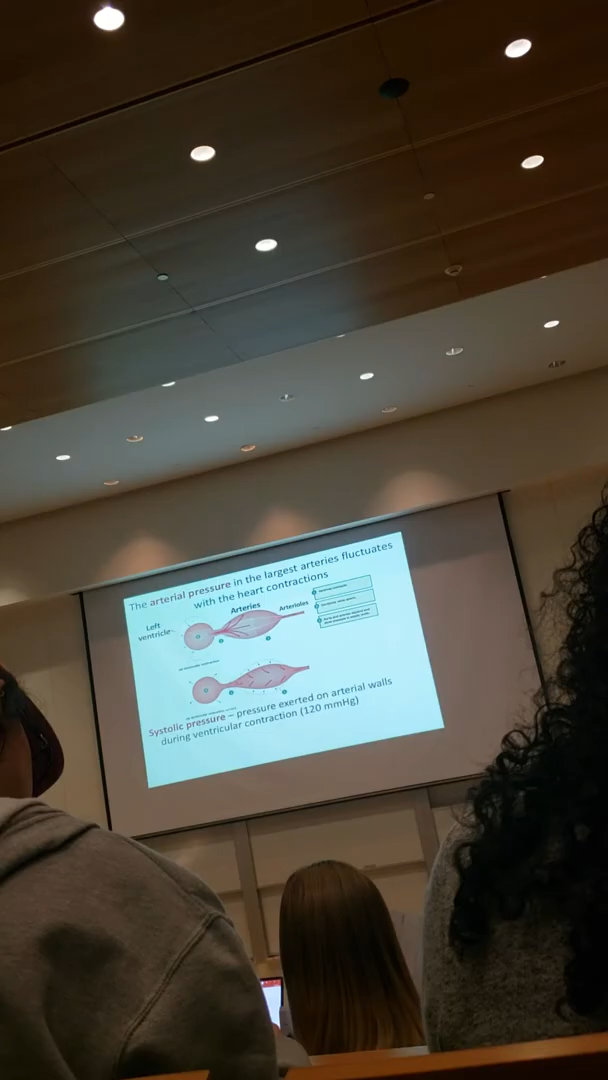 The arterial pressure in the largest arteries fluctuates
with the heart contractions
Arteries
Arterioles
Left
ventricle
Systolic pressure – pressure exerted on arterial walls
during ventricular contraction (120 mmHg)